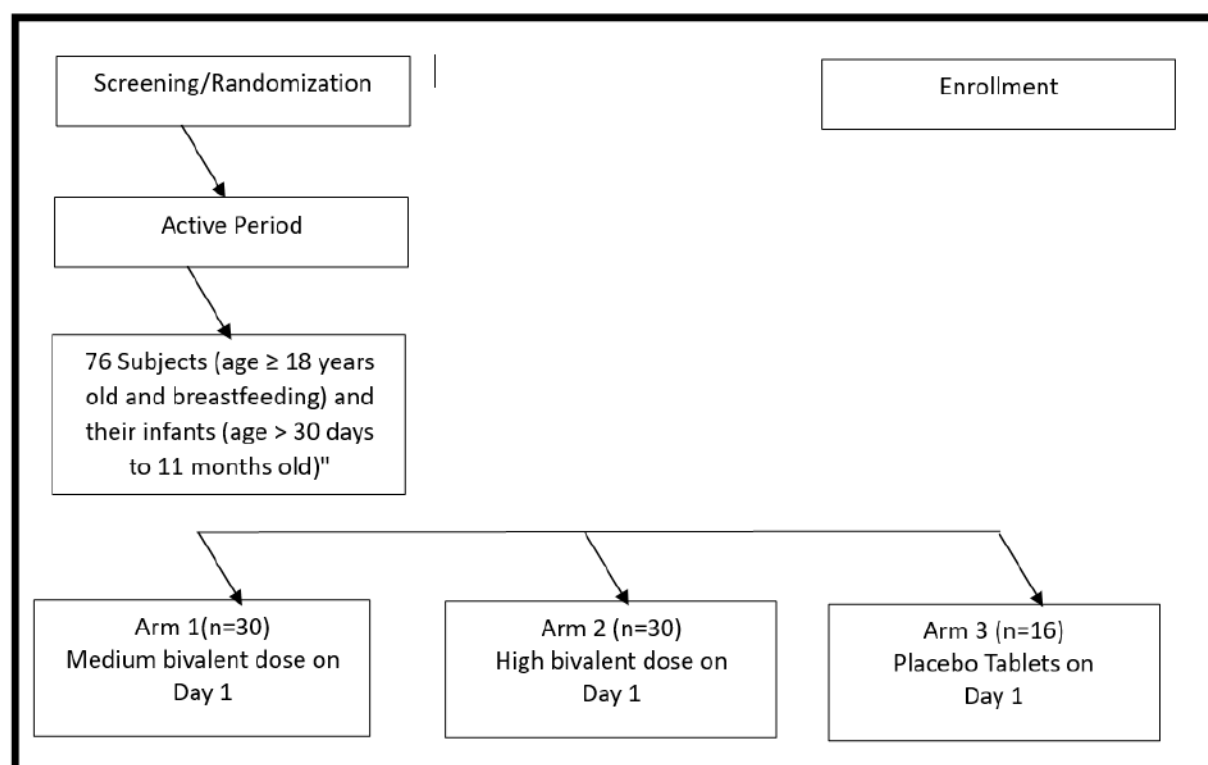 Screening/Randomization
Enrollment
Active Period
76 Subjects (age ≥ 18 years
old and breastfeeding) and
their infants (age > 30 days
to 11 months old)"
Arm 1(n=30)
Medium bivalent dose on
Day 1
Arm 2 (n=30)
High bivalent dose on
Day 1
Arm 3 (n=16)
Placebo Tablets on
Day 1